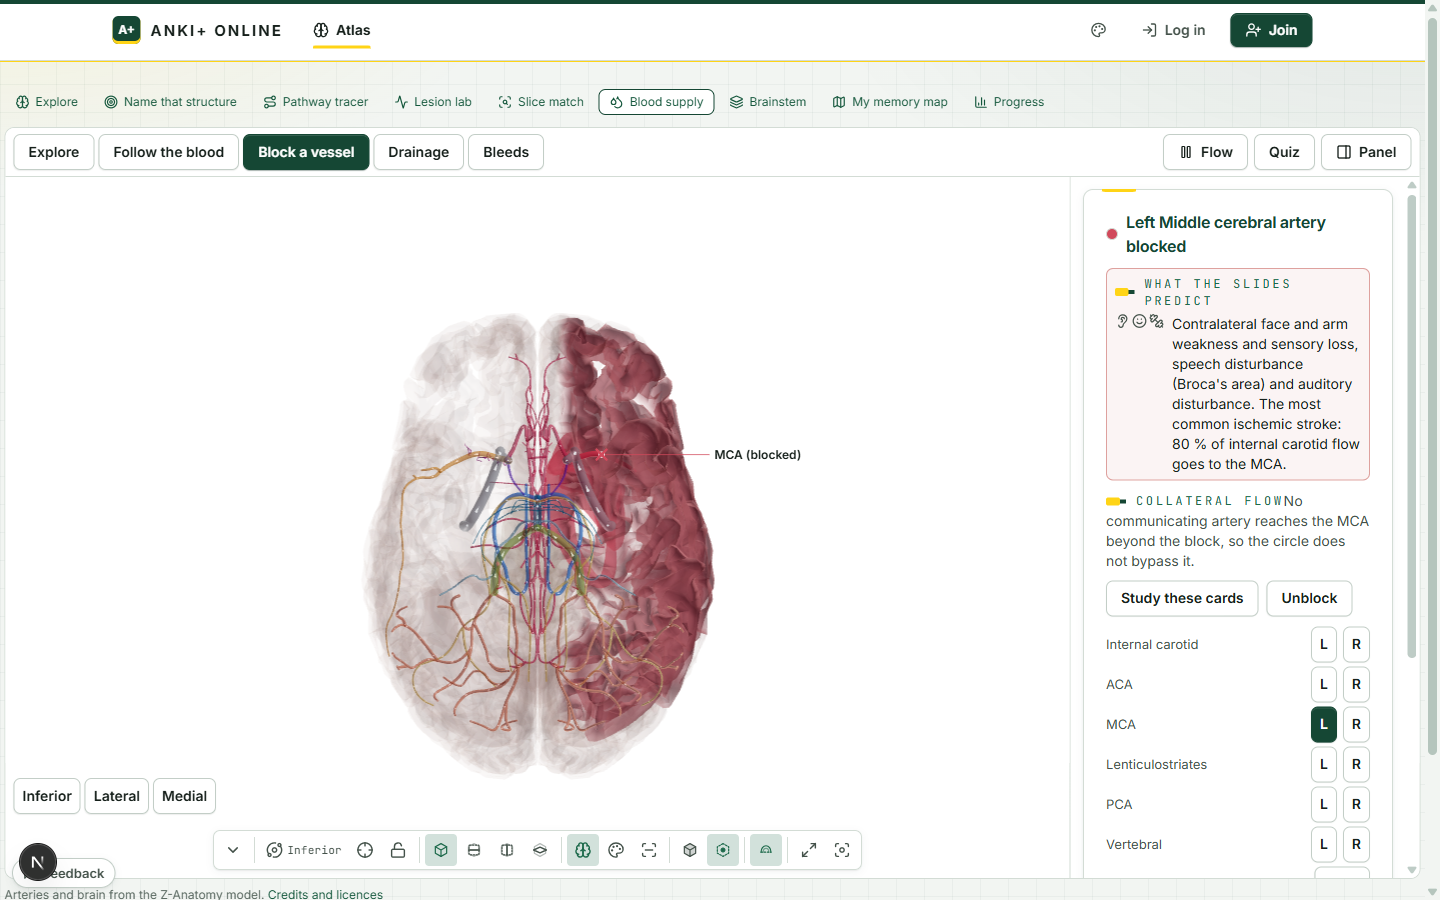 A+ ANKI+ ONLINE
Atlas
Log in
Join
Explore
Name that structure
Pathway tracer
Lesion lab
Slice match
Blood supply
Brainstem
My memory map
Progress
Explore
Follow the blood
Block a vessel
Drainage
Bleeds
Flow
Quiz
Panel
MCA (blocked)
Left Middle cerebral artery
blocked
WHAT THE SLIDES
PREDICT
Contralateral face and arm
weakness and sensory loss,
speech disturbance
(Broca's area) and auditory
disturbance. The most
common ischemic stroke:
80 % of internal carotid flow
goes to the MCA.
COLLATERAL FLOWNo
communicating artery reaches the MCA
beyond the block, so the circle does
not bypass it.
Study these cards
Unblock
Internal carotid L R
ACA L R
MCA L R
Lenticulostriates L R
PCA L R
Vertebral L R
Inferior
Lateral
Medial
Inferior
N
eedback
Arteries and brain from the Z-Anatomy model. Credits and licences